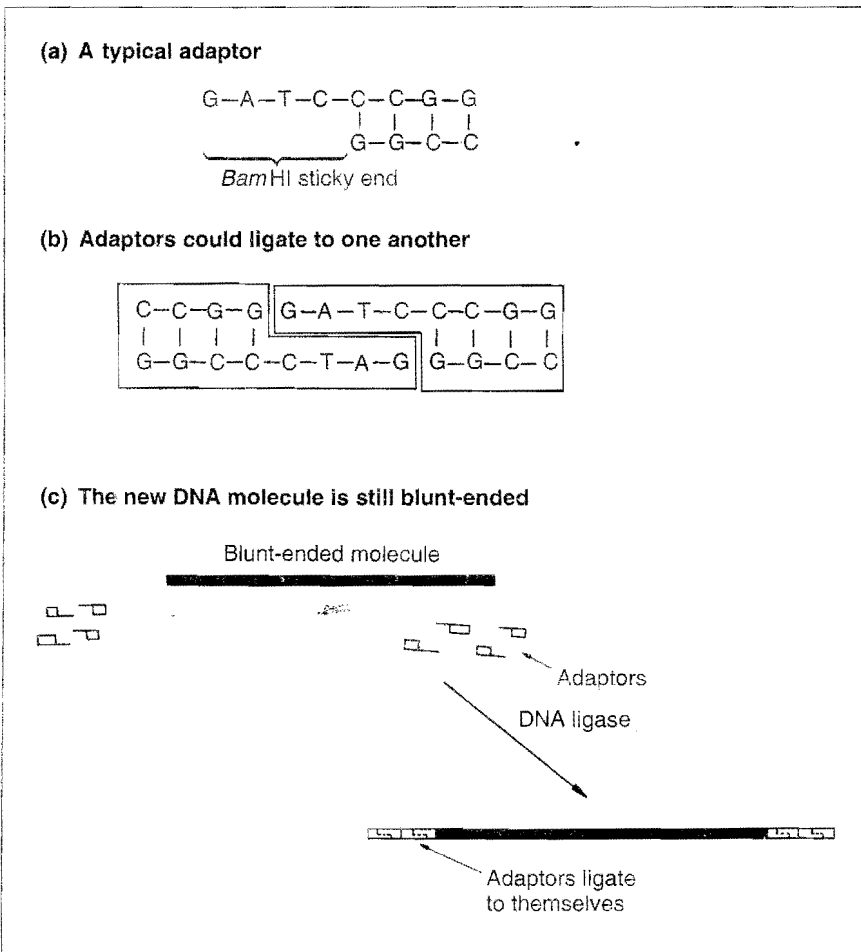 (a) A typical adaptor
G–A–T–C–C–C–G–G
G–G–C–C
BamHI sticky end
(b) Adaptors could ligate to one another
C–C–G–G G–A–T–C–C–C–G–G
G–G–C–C–C–T–A–G G–G–C–C
(c) The new DNA molecule is still blunt-ended
Blunt-ended molecule
Adaptors
DNA ligase
Adaptors ligate
to themselves